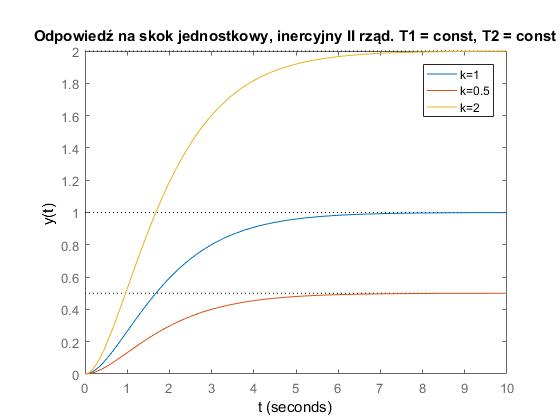 Odpowiedź na skok jednostkowy, inercyjny II rząd. T1 = const, T2 = const
2
1.8
1.6
1.4
1.2
1
0.8
0.6
0.4
0.2
0
y(t)
k=1
k=0.5
k=2
0 1 2 3 4 5 6 7 8 9 10
t (seconds)